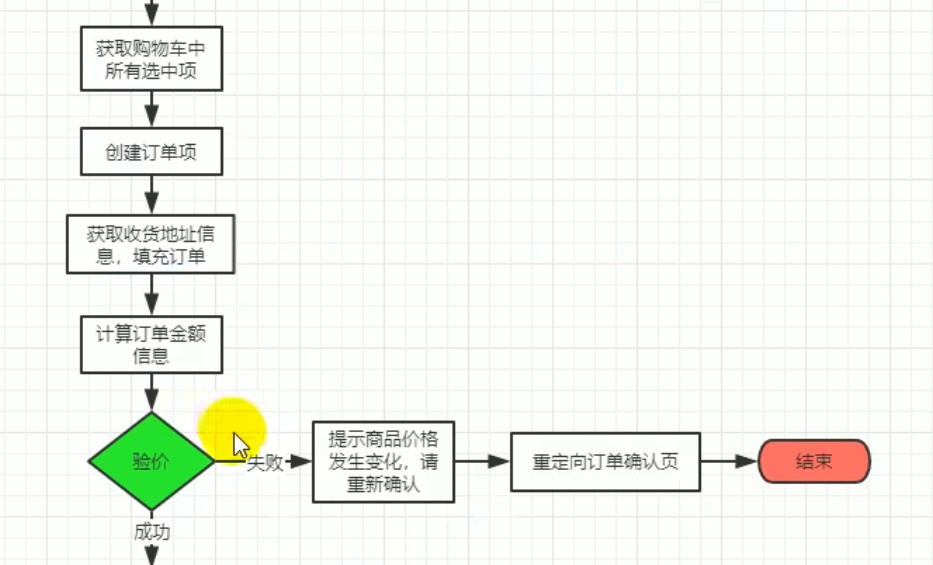 获取购物车中
所有选中项
创建订单项
获取收货地址信
息，填充订单
计算订单金额
信息
验价
失败
提示商品价格
发生变化，请
重新确认
重定向订单确认页
结束
成功